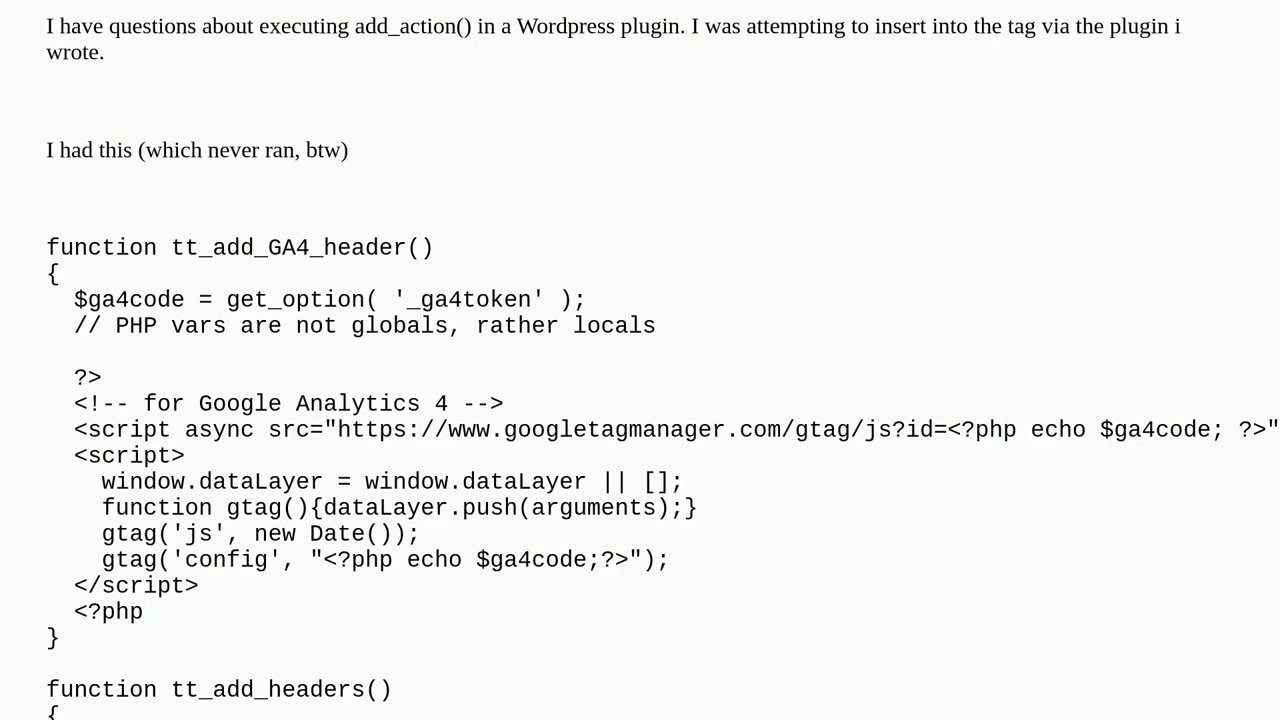 I have questions about executing add_action() in a Wordpress plugin. I was attempting to insert into the tag via the plugin i
wrote.
I had this (which never ran, btw)
function tt_add_GA4_header()
{
  $ga4code = get_option( '_ga4token' );
  // PHP vars are not globals, rather locals
  ?>
  <!-- for Google Analytics 4 -->
  <script async src="https://www.googletagmanager.com/gtag/js?id=<?php echo $ga4code; ?>"
  <script>
    window.dataLayer = window.dataLayer || [];
    function gtag(){dataLayer.push(arguments);}
    gtag('js', new Date());
    gtag('config', "<?php echo $ga4code;?>");
  </script>
  <?php
}
function tt_add_headers()
{